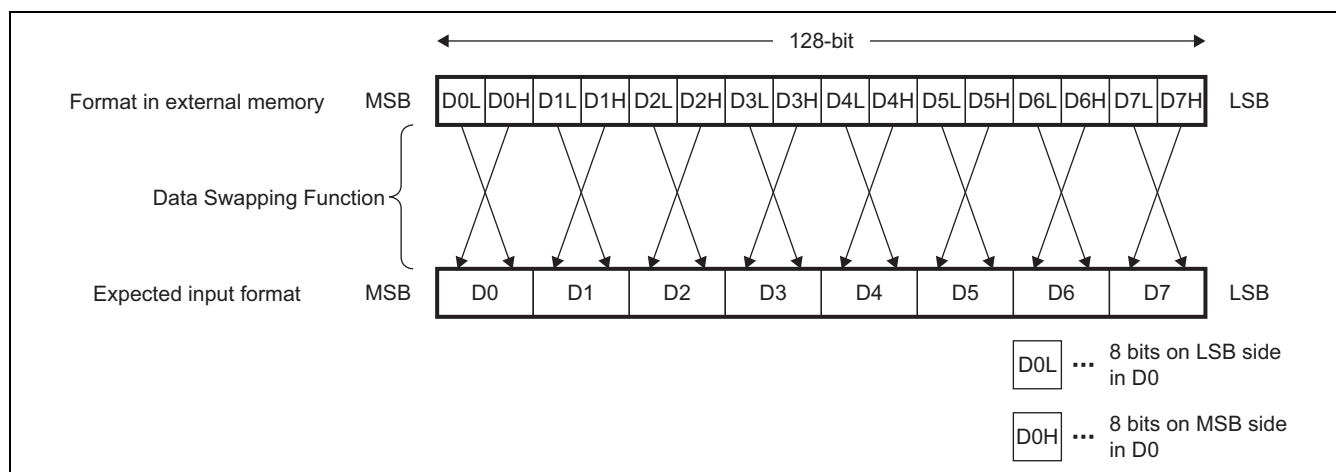 128-bit
Format in external memory MSB D0L D0H D1L D1H D2L D2H D3L D3H D4L D4H D5L D5H D6L D6H D7L D7H LSB
Data Swapping Function
Expected input format MSB D0 D1 D2 D3 D4 D5 D6 D7 LSB
D0L ... 8 bits on LSB side
in D0
D0H ... 8 bits on MSB side
in D0